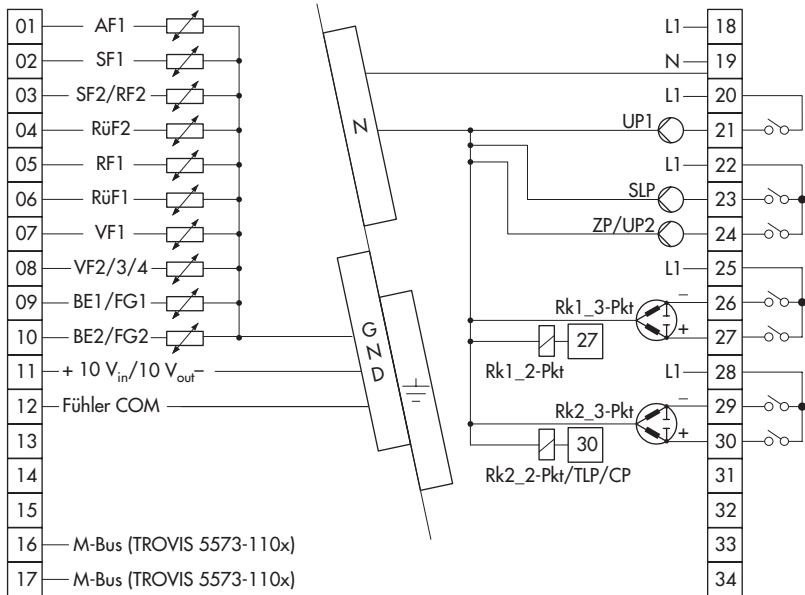 01 AF1
02 SF1
03 SF2/RF2
04 RüF2
05 RF1
06 RüF1
07 VF1
08 VF2/3/4
09 BE1/FG1
10 BE2/FG2
11 + 10 Vin/10 Vout–
12 Fühler COM
13
14
15
16 M-Bus (TROVIS 5573-110x)
17 M-Bus (TROVIS 5573-110x)
N
GND
L1 18
N 19
L1 20
UP1 21
L1 22
SLP 23
ZP/UP2 24
L1 25
Rk1_3-Pkt – 26
+ 27
27
Rk1_2-Pkt
L1 28
Rk2_3-Pkt – 29
+ 30
30
Rk2_2-Pkt/TLP/CP
31
32
33
34